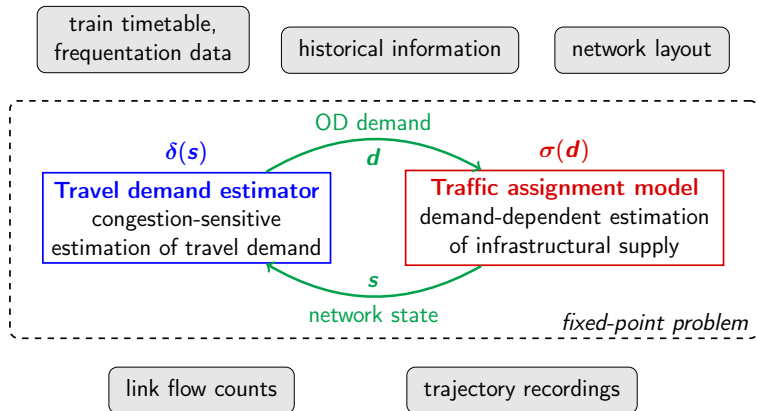 train timetable,
frequentation data
historical information
network layout
OD demand
d
δ(s)
σ(d)
Travel demand estimator
congestion-sensitive
estimation of travel demand
Traffic assignment model
demand-dependent estimation
of infrastructural supply
s
network state
fixed-point problem
link flow counts
trajectory recordings